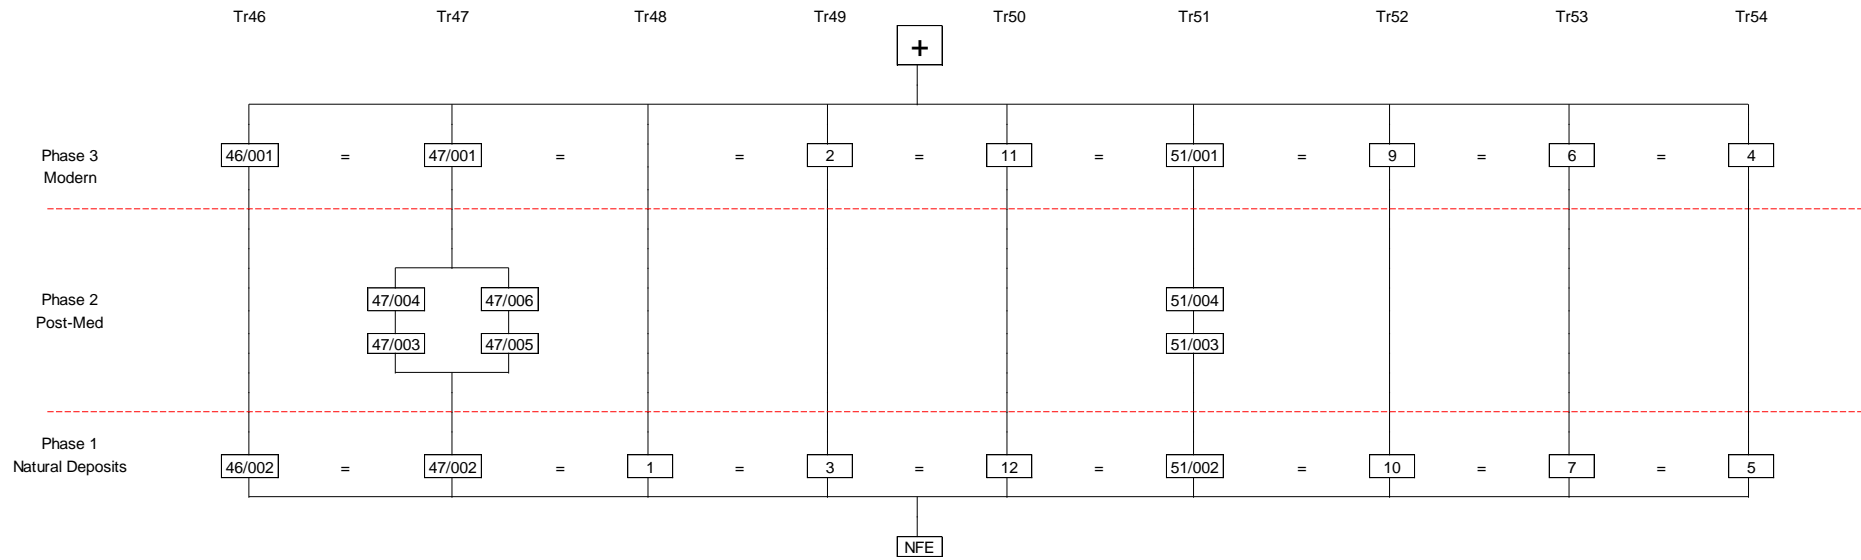 Tr46 Tr47 Tr48 Tr49 Tr50 Tr51 Tr52 Tr53 Tr54
+
Phase 3
Modern
46/001 = 47/001 = = 2 = 11 = 51/001 = 9 = 6 = 4
Phase 2
Post-Med
47/004 47/006 51/004
47/003 47/005 51/003
Phase 1
Natural Deposits
46/002 = 47/002 = 1 = 3 = 12 = 51/002 = 10 = 7 = 5
NFE